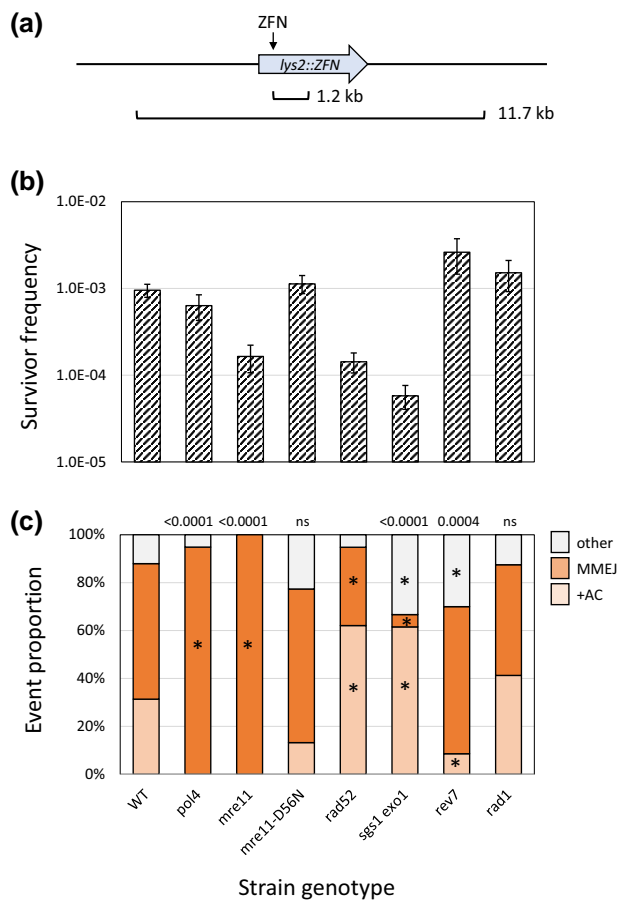 (a)
ZFN
lys2::ZFN
1.2 kb
11.7 kb
(b)
Survivor frequency
1.0E-02
1.0E-03
1.0E-04
1.0E-05
(c)
<0.0001 <0.0001 ns <0.0001 0.0004 ns
Event proportion
100%
80%
60%
40%
20%
0%
* * * * * * * * *
other
MMEJ
+AC
WT pol4 mre11 mre11-D56N rad52 sgs1 exo1 rev7 rad1
Strain genotype